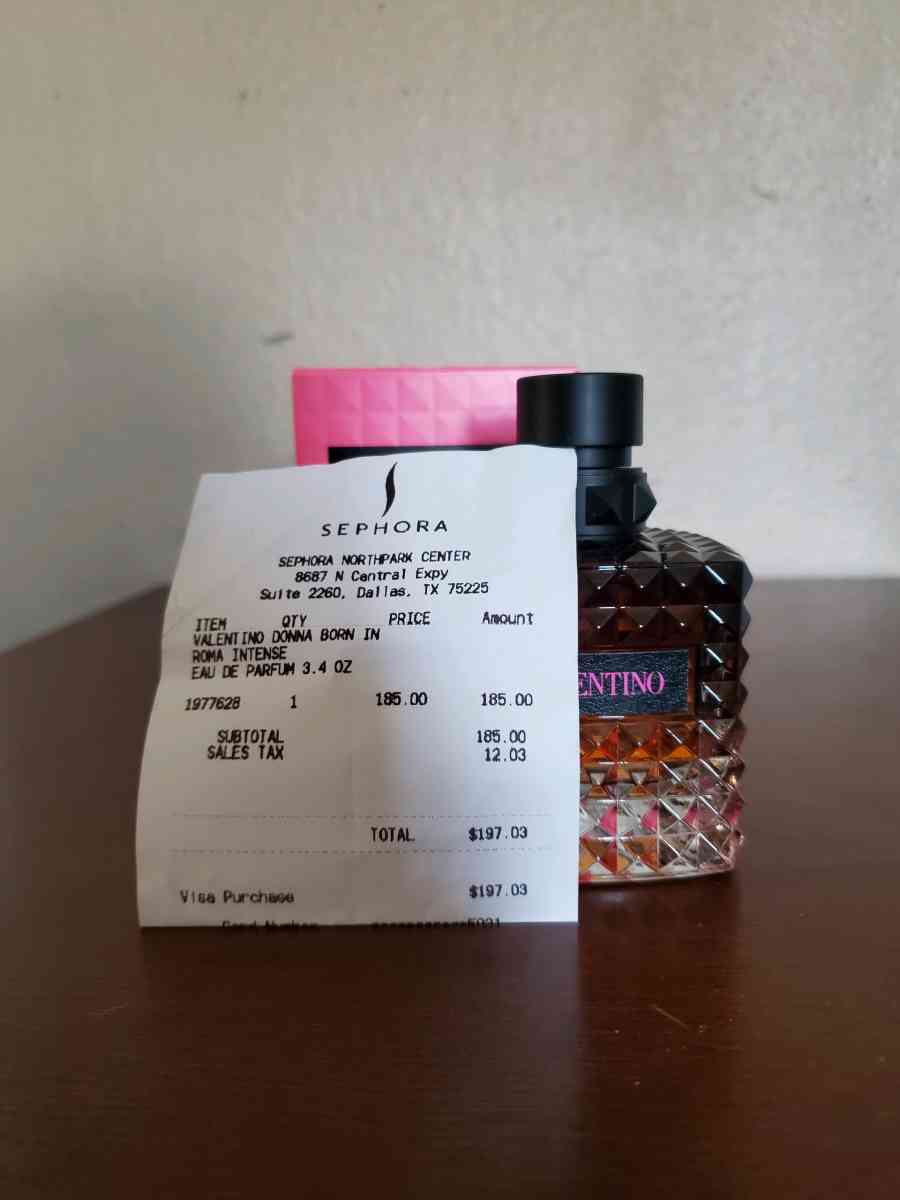 SEPHORA
SEPHORA NORTHPARK CENTER
8687 N Central Expy
Suite 2260, Dallas, TX 75225
ITEM QTY PRICE Amount
VALENTINO DONNA BORN IN
ROMA INTENSE
EAU DE PARFUM 3.4 OZ
1977628 1 185.00 185.00
SUBTOTAL 185.00
SALES TAX 12.03
TOTAL $197.03
Visa Purchase $197.03
Card Number
ENTINO